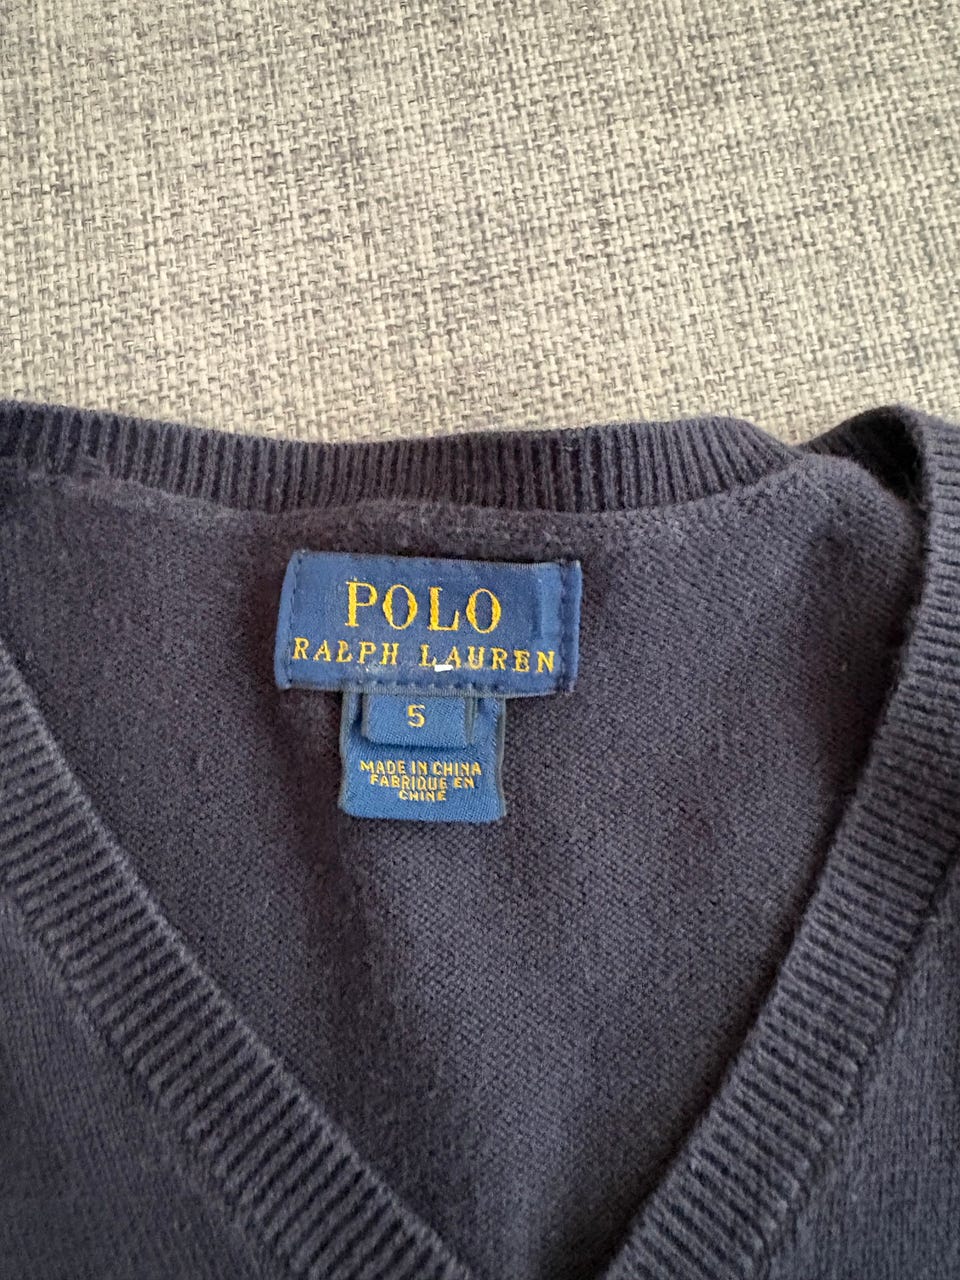 POLO
RALPH LAUREN
5
MADE IN CHINA
FABRIQUE EN
CHINE